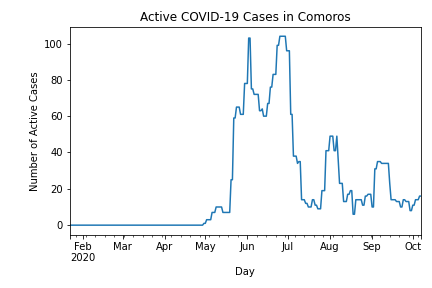 Active COVID-19 Cases in Comoros
Number of Active Cases
100
80
60
40
20
0
Feb Mar Apr May Jun Jul Aug Sep Oct
2020
Day